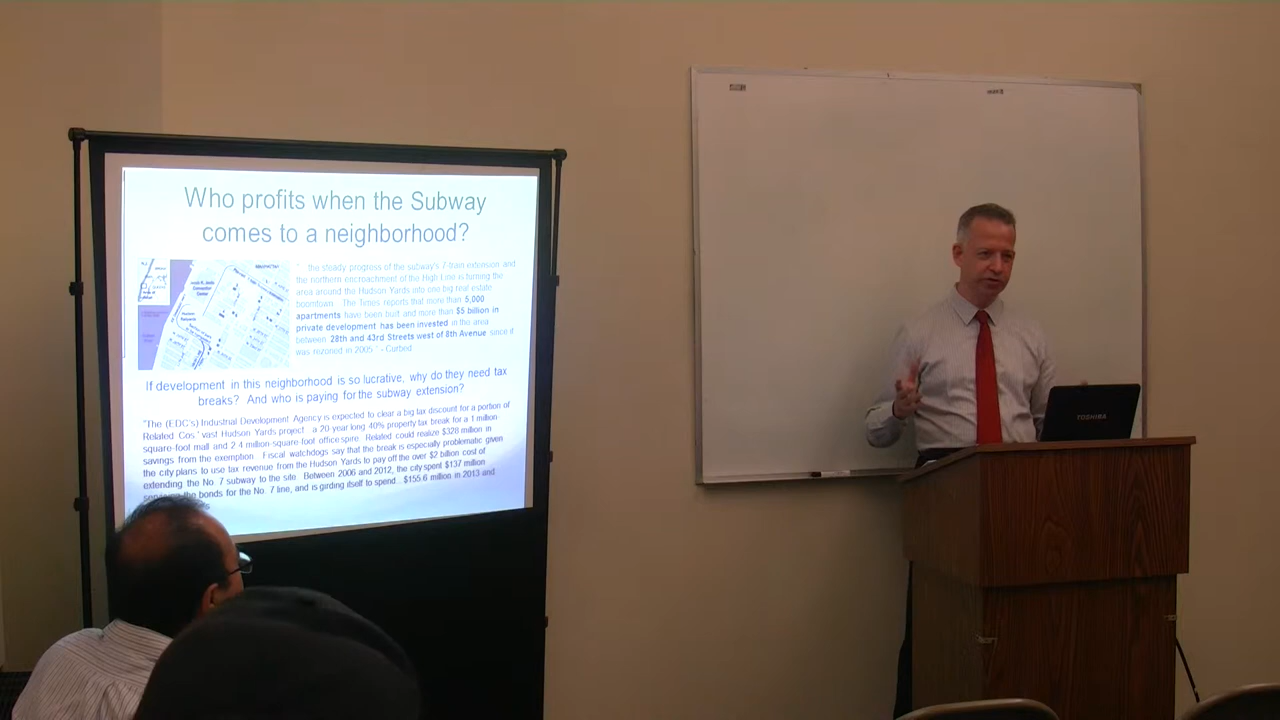 Who profits when the Subway
comes to a neighborhood?
MANHATTAN
Jacob K. Javits
Convention
Center
"... the steady progress of the subway's 7-train extension and
the northern encroachment of the High Line is turning the
area around the Hudson Yards into one big real estate
boomtown. The Times reports that more than 5,000
apartments have been built and more than $5 billion in
private development has been invested in the area
between 28th and 43rd Streets west of 8th Avenue since it
was rezoned in 2005." - Curbed
If development in this neighborhood is so lucrative, why do they need tax
breaks? And who is paying for the subway extension?
"The (EDC's) Industrial Development Agency is expected to clear a big tax discount for a portion of
Related Cos.' vast Hudson Yards project... a 20 year long 40% property tax break for a 1 million
square-foot mall and 2.4 million square-foot office spire. Related could realize $328 million in
savings from the exemption. Fiscal watchdogs say that the break is especially problematic given
the city plans to use tax revenue from the Hudson Yards to pay off the over $2 billion cost of
extending the No. 7 subway to the site. Between 2006 and 2012, the city spent $137 million
the bonds for the No. 7 line, and is girding itself to spend... $155.6 million in 2013 and
TOSHIBA